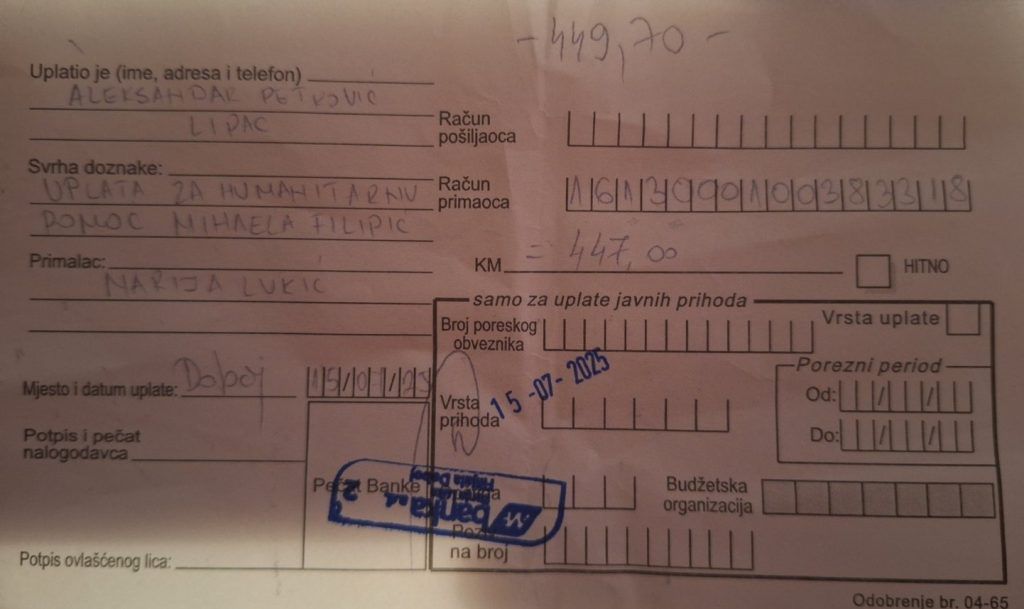 -449,70-
Uplatio je (ime, adresa i telefon)
ALEKSANDAR PETROVIC
LIPAC
Račun
pošiljaoca
Svrha doznake:
UPLATA ZA HUMANITARNU
POMOC MIHAELA FILIPIC
Račun
primaoca
1613000100383318
Primalac:
MARIJA LUKIC
KM = 447,00
HITNO
samo za uplate javnih prihoda
Broj poreskog
obveznika
Vrsta uplate
Mjesto i datum uplate: Doboj 15/07/25
15-07-2025
Vrsta
prihoda
Porezni period
Od: / /
Do: / /
Potpis i pečat
nalogodavca
Pečat Banke
banka a.d.
2
Budžetska
organizacija
na broj
Potpis ovlašćenog lica:
Odobrenje br. 04-65